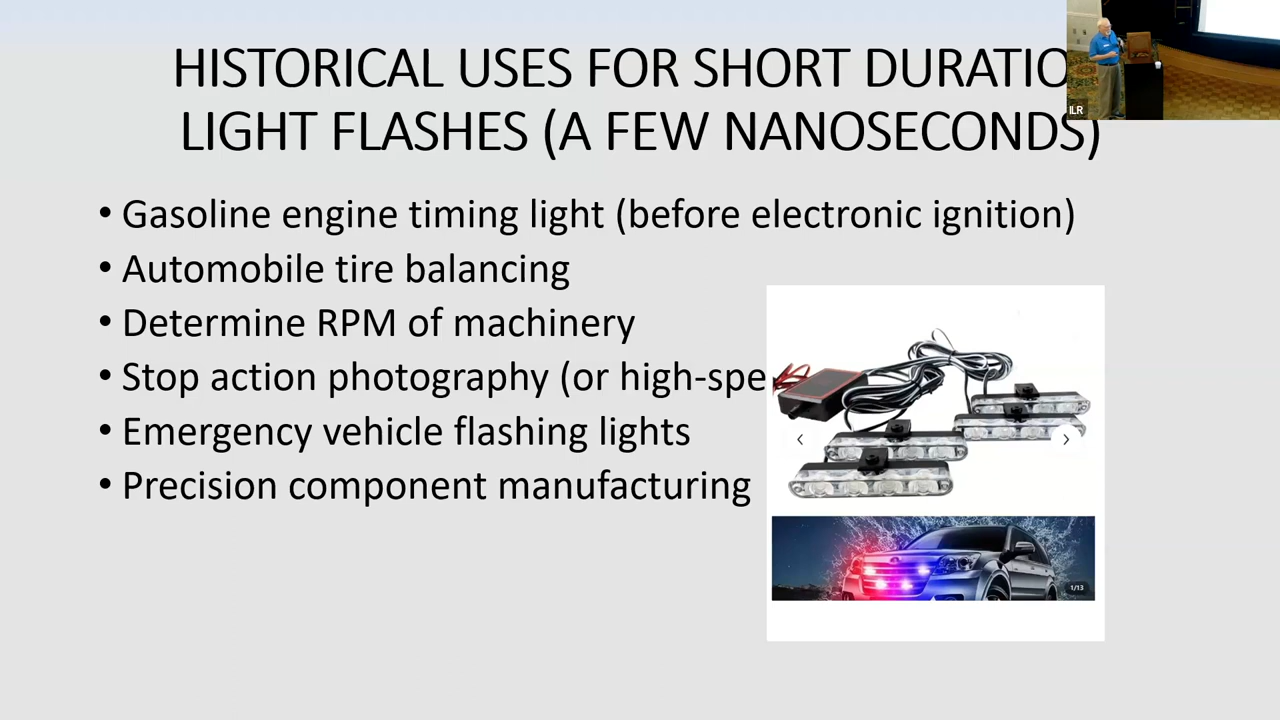 HISTORICAL USES FOR SHORT DURATIO
LIGHT FLASHES (A FEW NANOSECONDS)
• Gasoline engine timing light (before electronic ignition)
• Automobile tire balancing
• Determine RPM of machinery
• Stop action photography (or high-spe
• Emergency vehicle flashing lights
• Precision component manufacturing
ILR
1/13